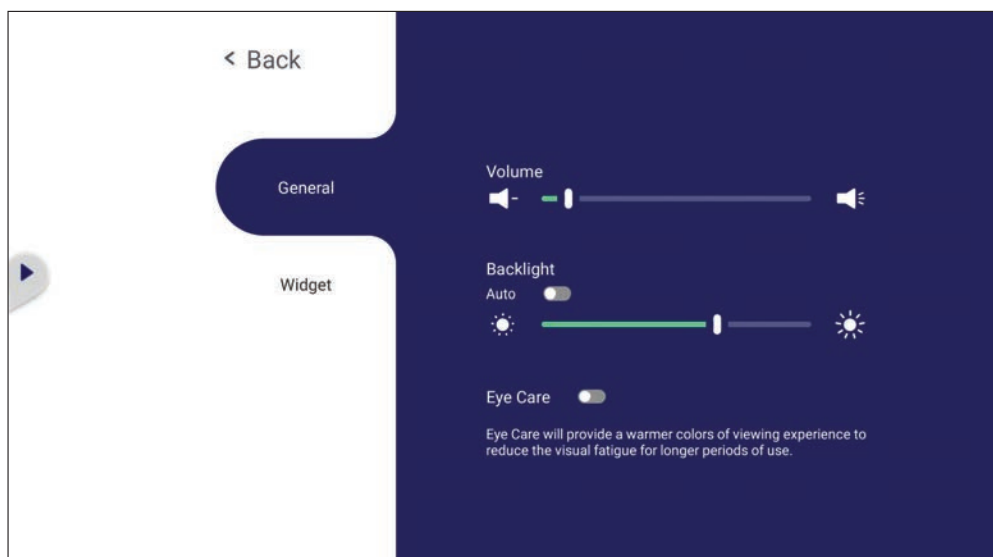 < Back
General
Widget
Volume
Backlight
Auto
Eye Care
Eye Care will provide a warmer colors of viewing experience to
reduce the visual fatigue for longer periods of use.